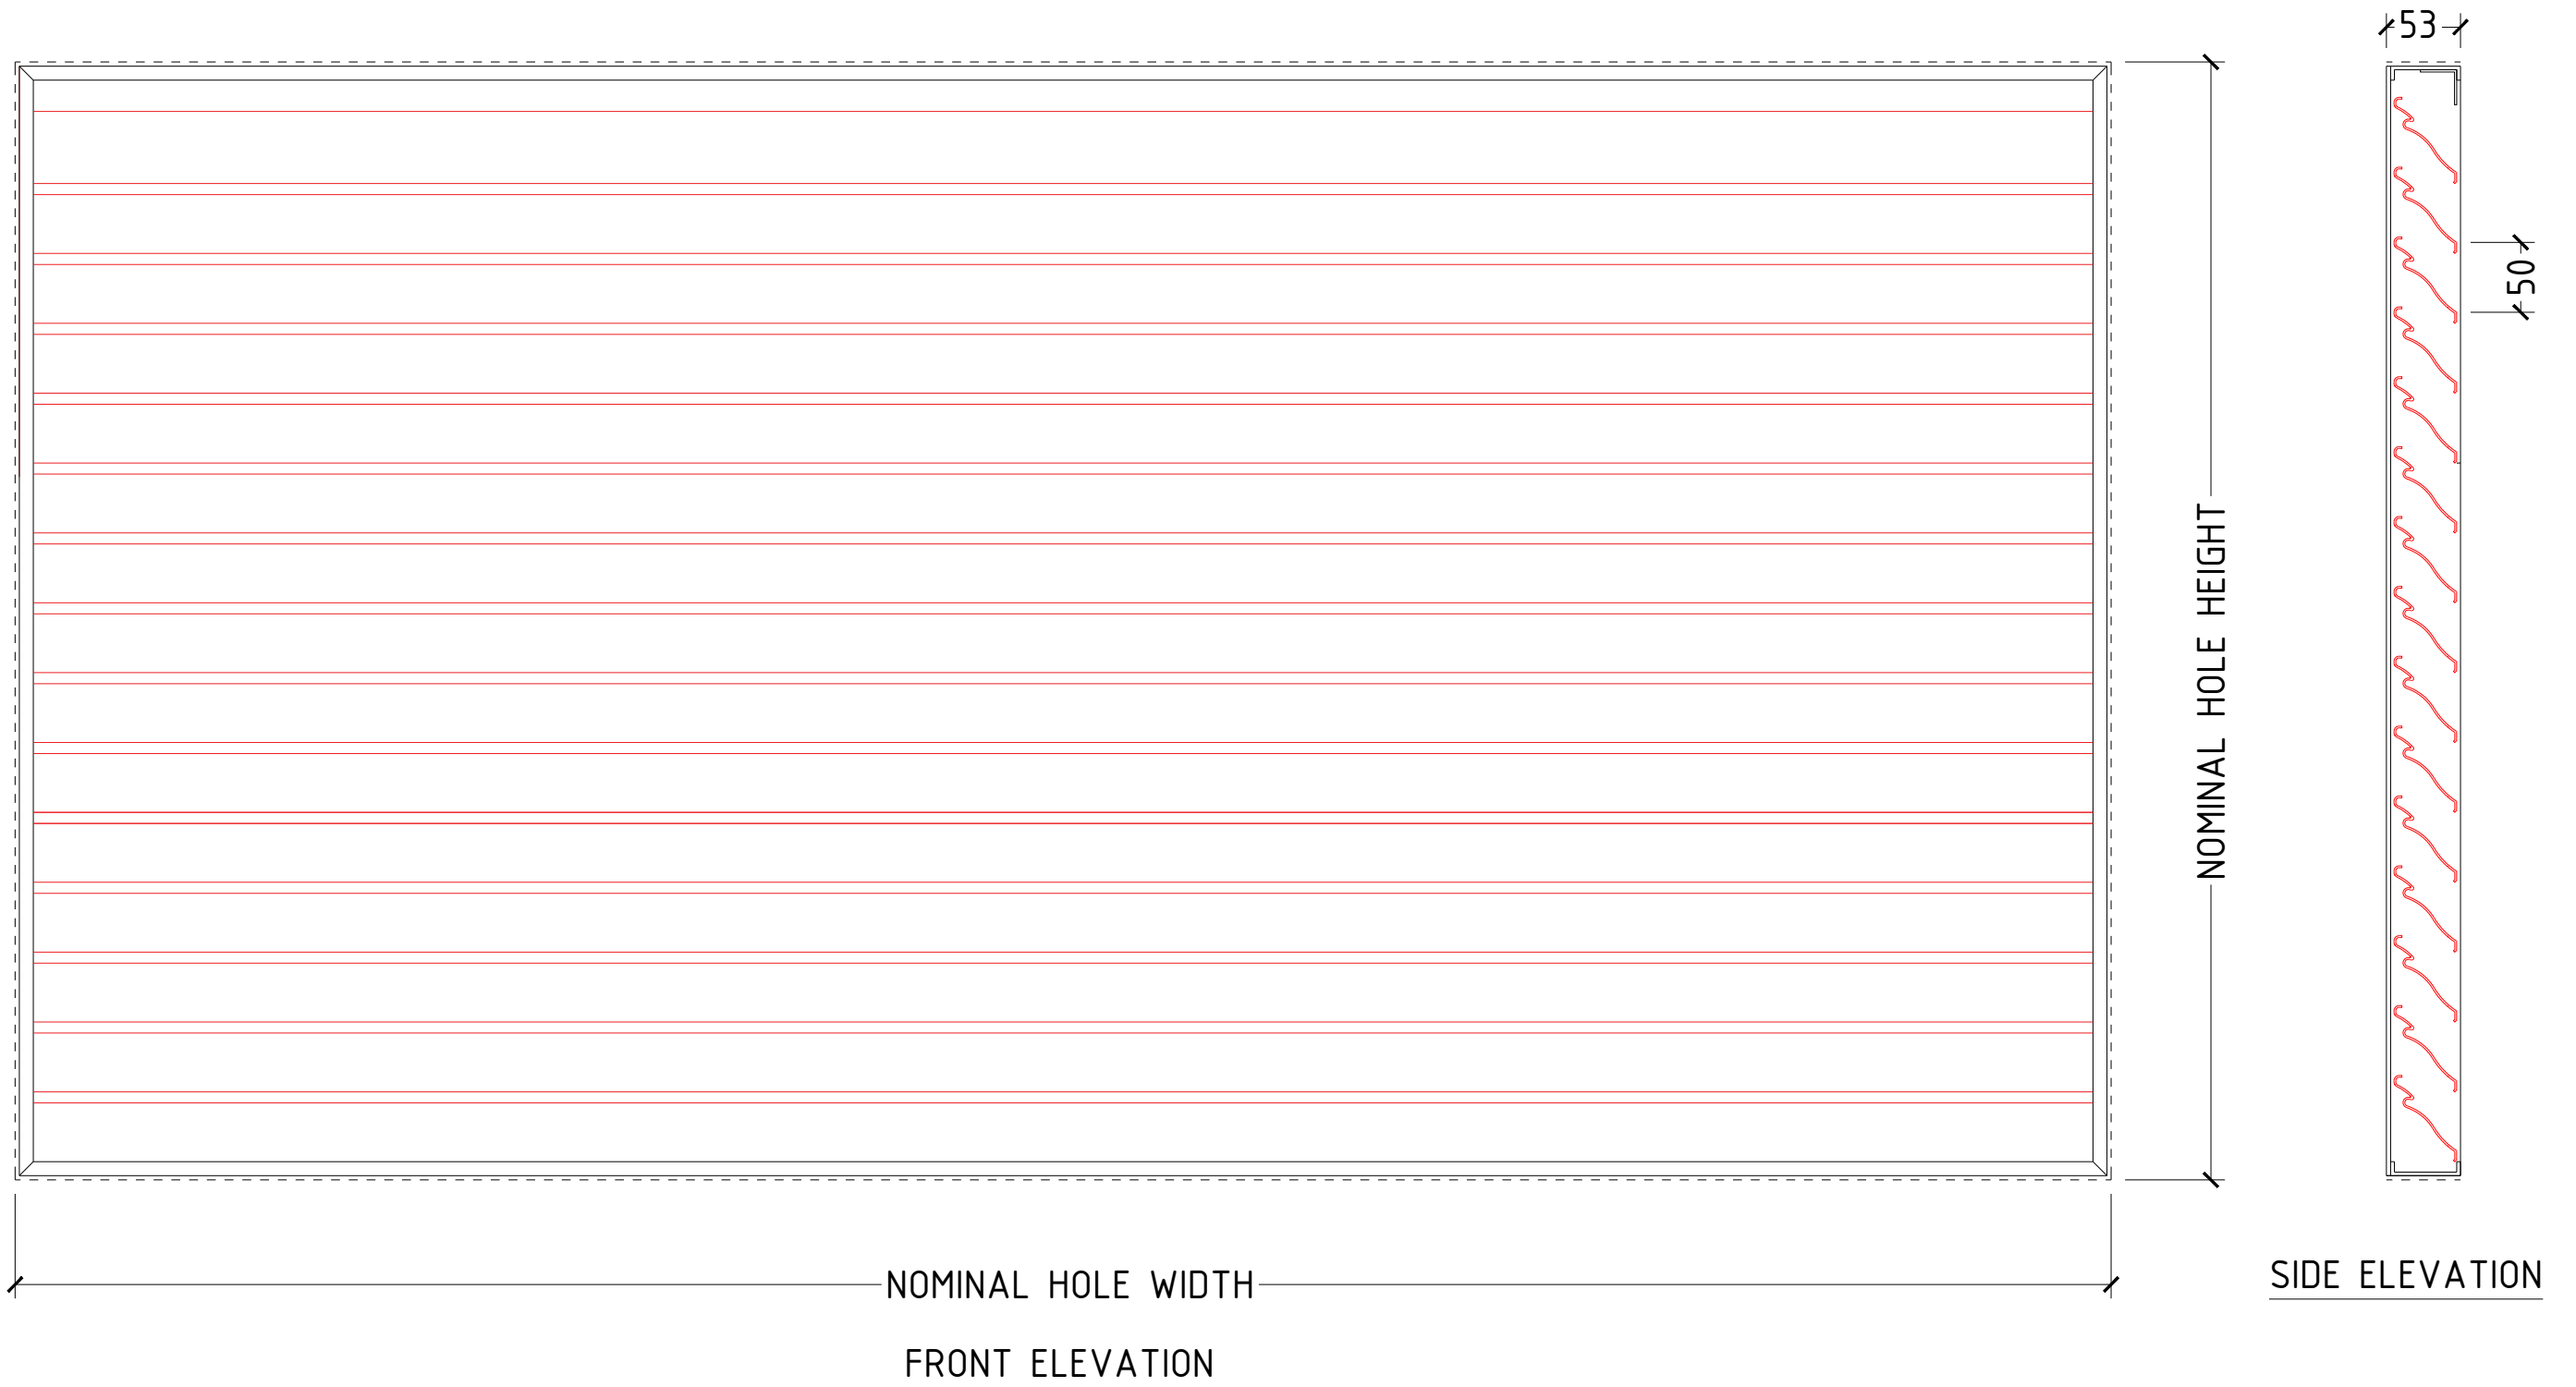 53
50
NOMINAL HOLE HEIGHT
NOMINAL HOLE WIDTH
SIDE ELEVATION
FRONT ELEVATION